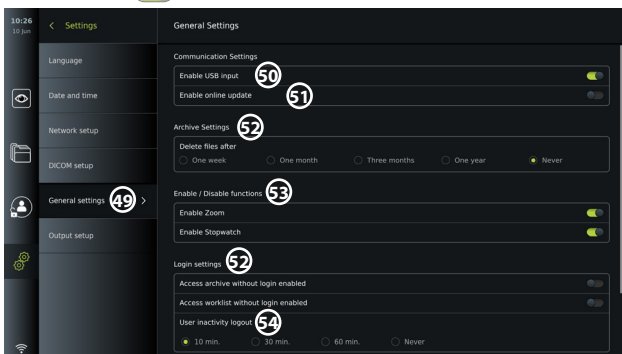 10:26
10 Jun
Settings
General Settings
Language
Date and time
Network setup
DICOM setup
General settings 49
Output setup
Communication Settings
Enable USB input 50
Enable online update 51
Archive Settings 52
Delete files after
One week One month Three months One year Never
Enable / Disable functions 53
Enable Zoom
Enable Stopwatch
Login settings 52
Access archive without login enabled
Access worklist without login enabled
User inactivity logout 54
10 min. 30 min. 60 min. Never